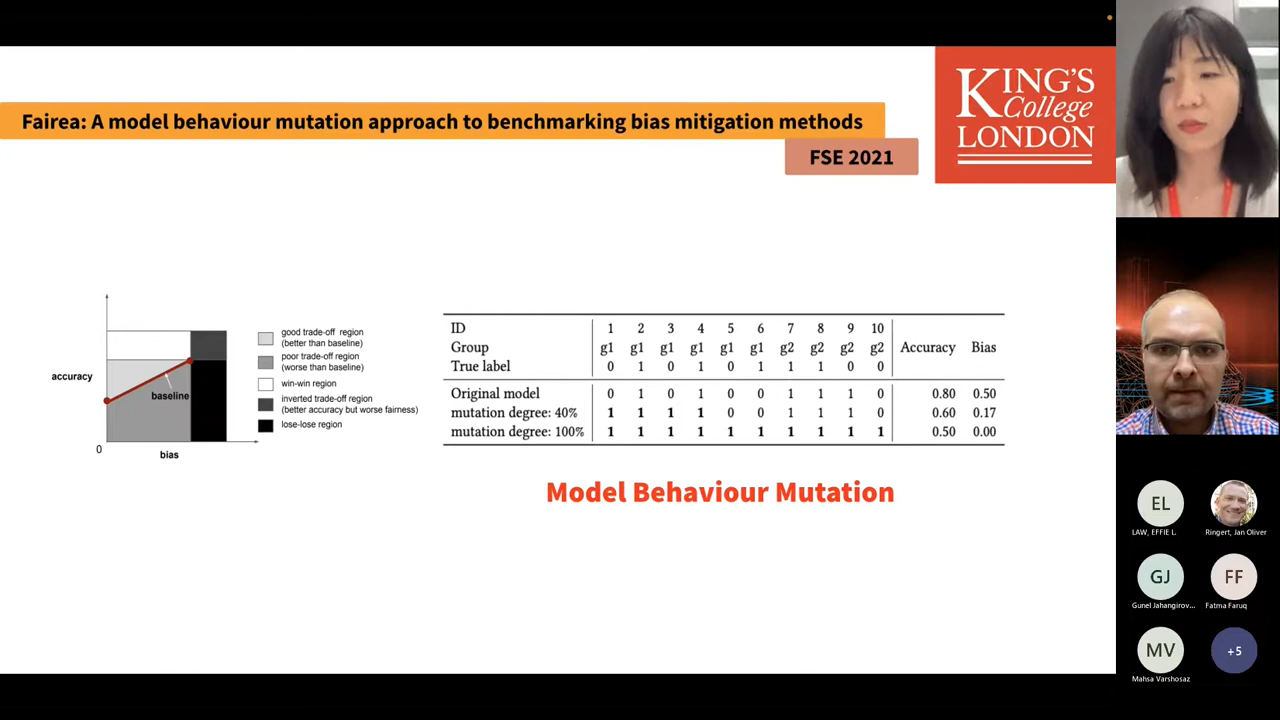 Fairea: A model behaviour mutation approach to benchmarking bias mitigation methods
FSE 2021
KING'S
College
LONDON
accuracy
baseline
0
bias
good trade-off region
(better than baseline)
poor trade-off region
(worse than baseline)
win-win region
inverted trade-off region
(better accuracy but worse fairness)
lose-lose region
ID 1 2 3 4 5 6 7 8 9 10
Group g1 g1 g1 g1 g1 g1 g2 g2 g2 g2 Accuracy Bias
True label 0 1 0 1 0 1 1 1 0 0
Original model 0 1 0 1 0 0 1 1 1 0 0.80 0.50
mutation degree: 40% 1 1 1 1 0 0 1 1 1 0 0.60 0.17
mutation degree: 100% 1 1 1 1 1 1 1 1 1 1 0.50 0.00
Model Behaviour Mutation
EL
LAW, EFFIE L.
Ringert, Jan Oliver
GJ
Gunel Jahangirov...
FF
Fatma Faruq
MV
Mahsa Varshosaz
+5